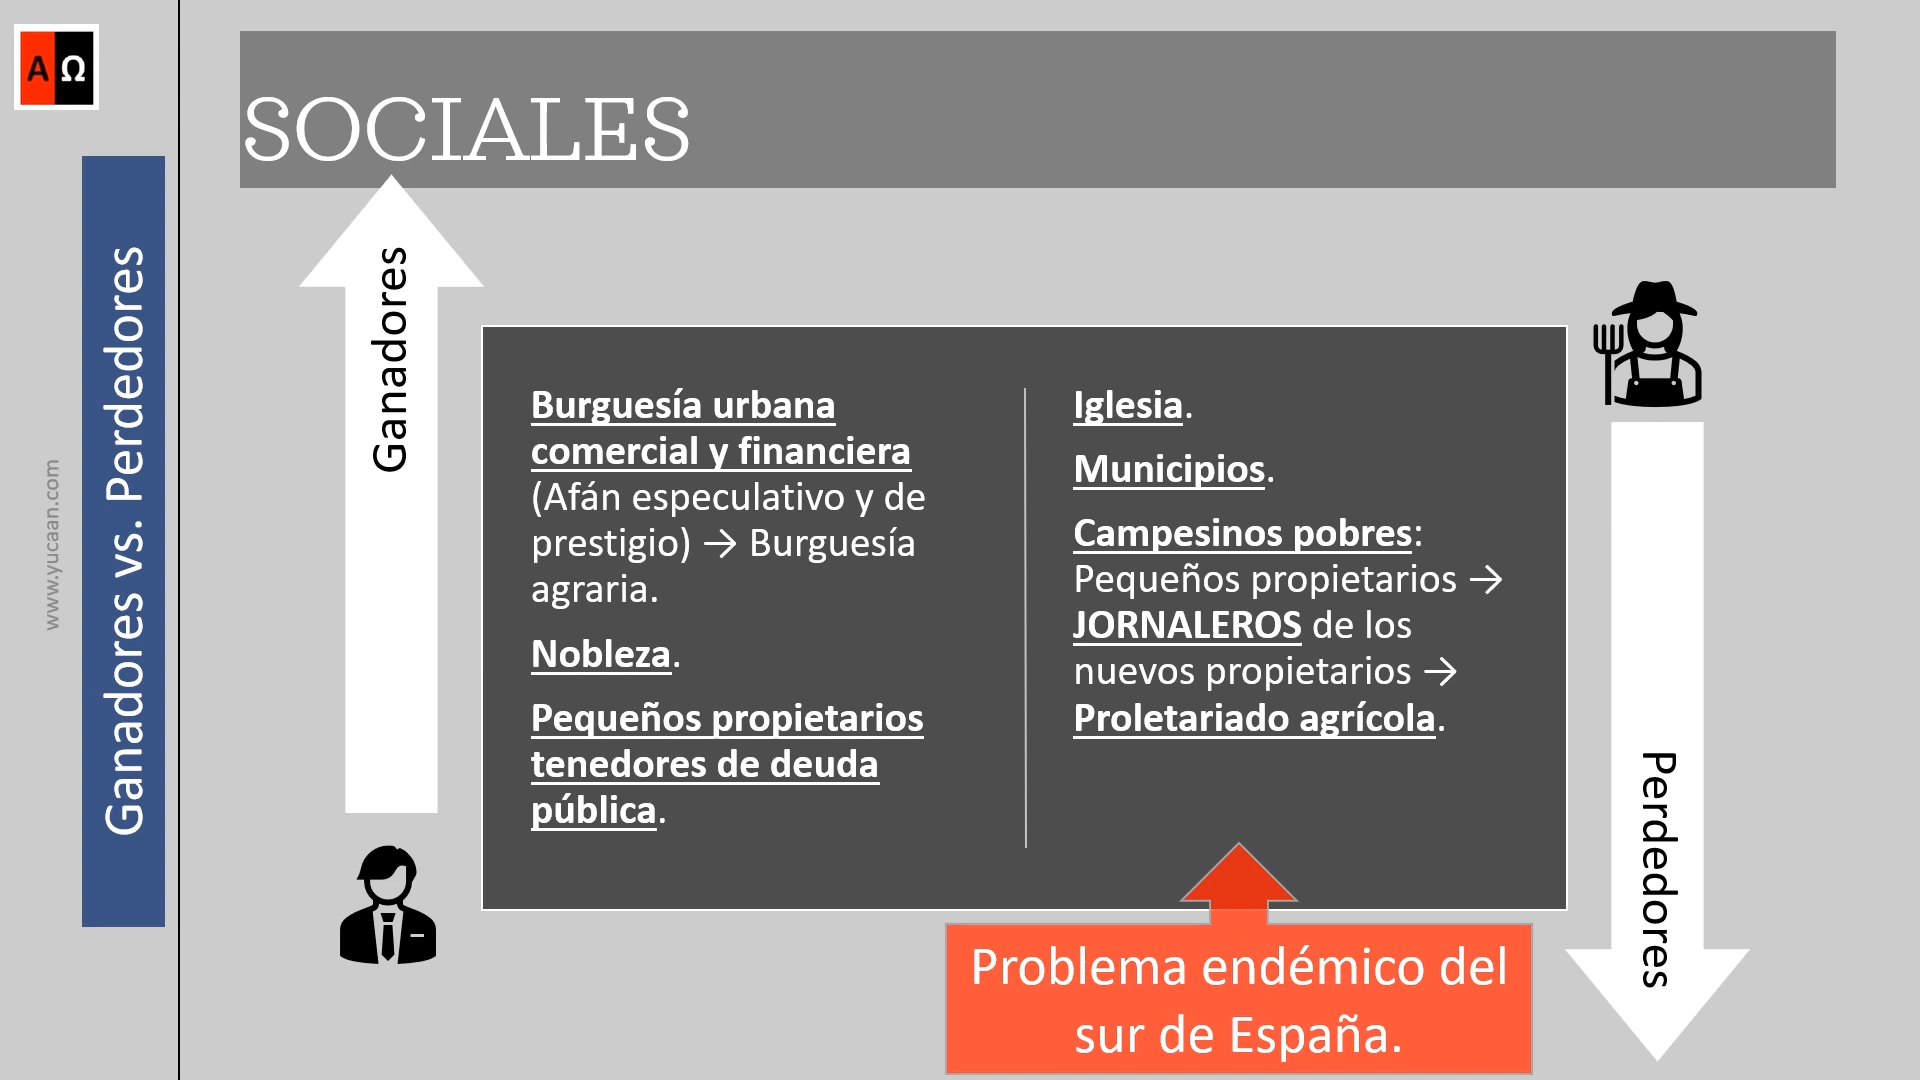 A Ω
www.yucaan.com
Ganadores vs. Perdedores
SOCIALES
Ganadores
Burguesía urbana
comercial y financiera
(Afán especulativo y de
prestigio) → Burguesía
agraria.
Nobleza.
Pequeños propietarios
tenedores de deuda
pública.
Iglesia.
Municipios.
Campesinos pobres:
Pequeños propietarios →
JORNALEROS de los
nuevos propietarios →
Proletariado agrícola.
Perdedores
Problema endémico del
sur de España.